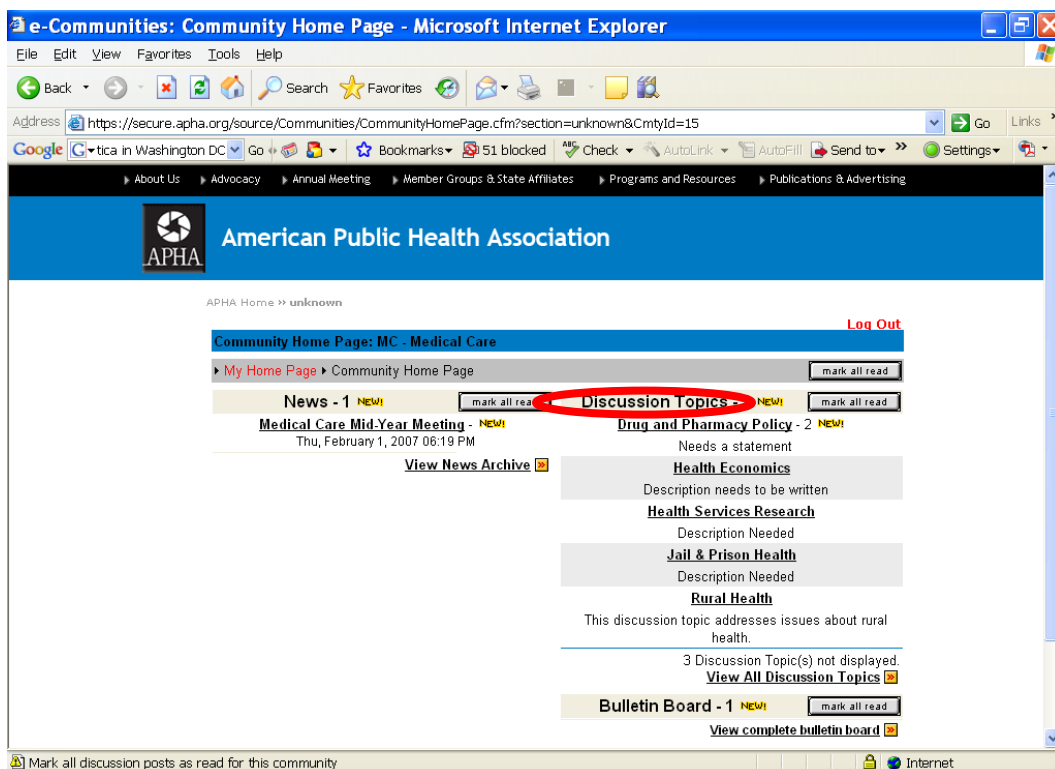 e-Communities: Community Home Page - Microsoft Internet Explorer
File Edit View Favorites Tools Help
Back Search Favorites
Address https://secure.apha.org/source/Communities/CommunityHomePage.cfm?section=unknown&CmtyId=15 Go Links »
Google G tica in Washington DC Go Bookmarks 51 blocked ABC Check AutoLink AutoFill Send to » Settings
About Us Advocacy Annual Meeting Member Groups & State Affiliates Programs and Resources Publications & Advertising
APHA American Public Health Association
APHA Home » unknown
Log Out
Community Home Page: MC - Medical Care
My Home Page Community Home Page mark all read
News - 1 NEW! mark all read Discussion Topics - NEW! mark all read
Medical Care Mid-Year Meeting - NEW!
Thu, February 1, 2007 06:19 PM
View News Archive »
Drug and Pharmacy Policy - 2 NEW!
Needs a statement
Health Economics
Description needs to be written
Health Services Research
Description Needed
Jail & Prison Health
Description Needed
Rural Health
This discussion topic addresses issues about rural
health.
3 Discussion Topic(s) not displayed.
View All Discussion Topics »
Bulletin Board - 1 NEW! mark all read
View complete bulletin board »
Mark all discussion posts as read for this community Internet